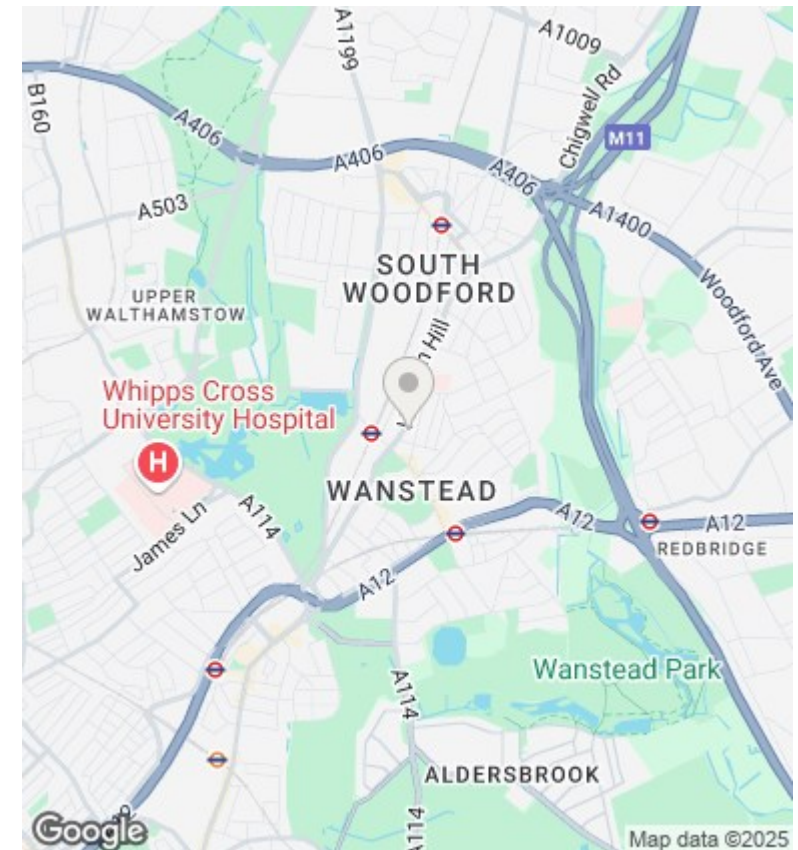 A1199
A1009
Chigwell Rd
B160
A406
M11
A406
A406
A503
A1400
SOUTH
WOODFORD
UPPER
WALTHAMSTOW
Woodford Ave
Hill
Whipps Cross
University Hospital
H
WANSTEAD
A114
A12
A12
James Ln
REDBRIDGE
A12
Wanstead Park
A114
ALDERSBROOK
A114
Google
Map data ©2025